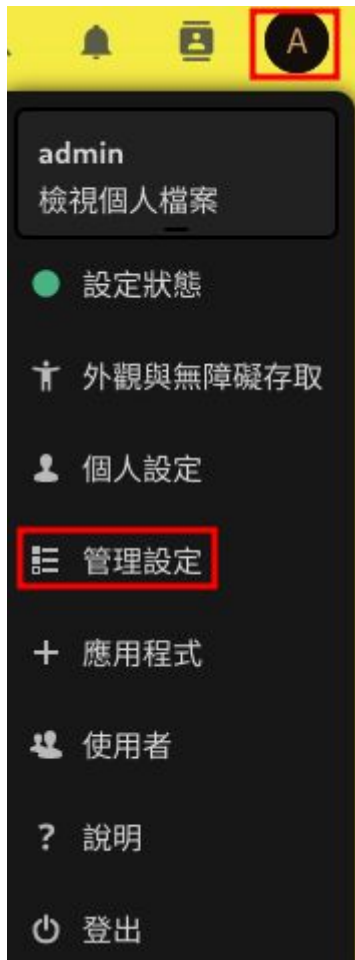 A
admin
檢視個人檔案
設定狀態
外觀與無障礙存取
個人設定
管理設定
應用程式
使用者
? 說明
登出